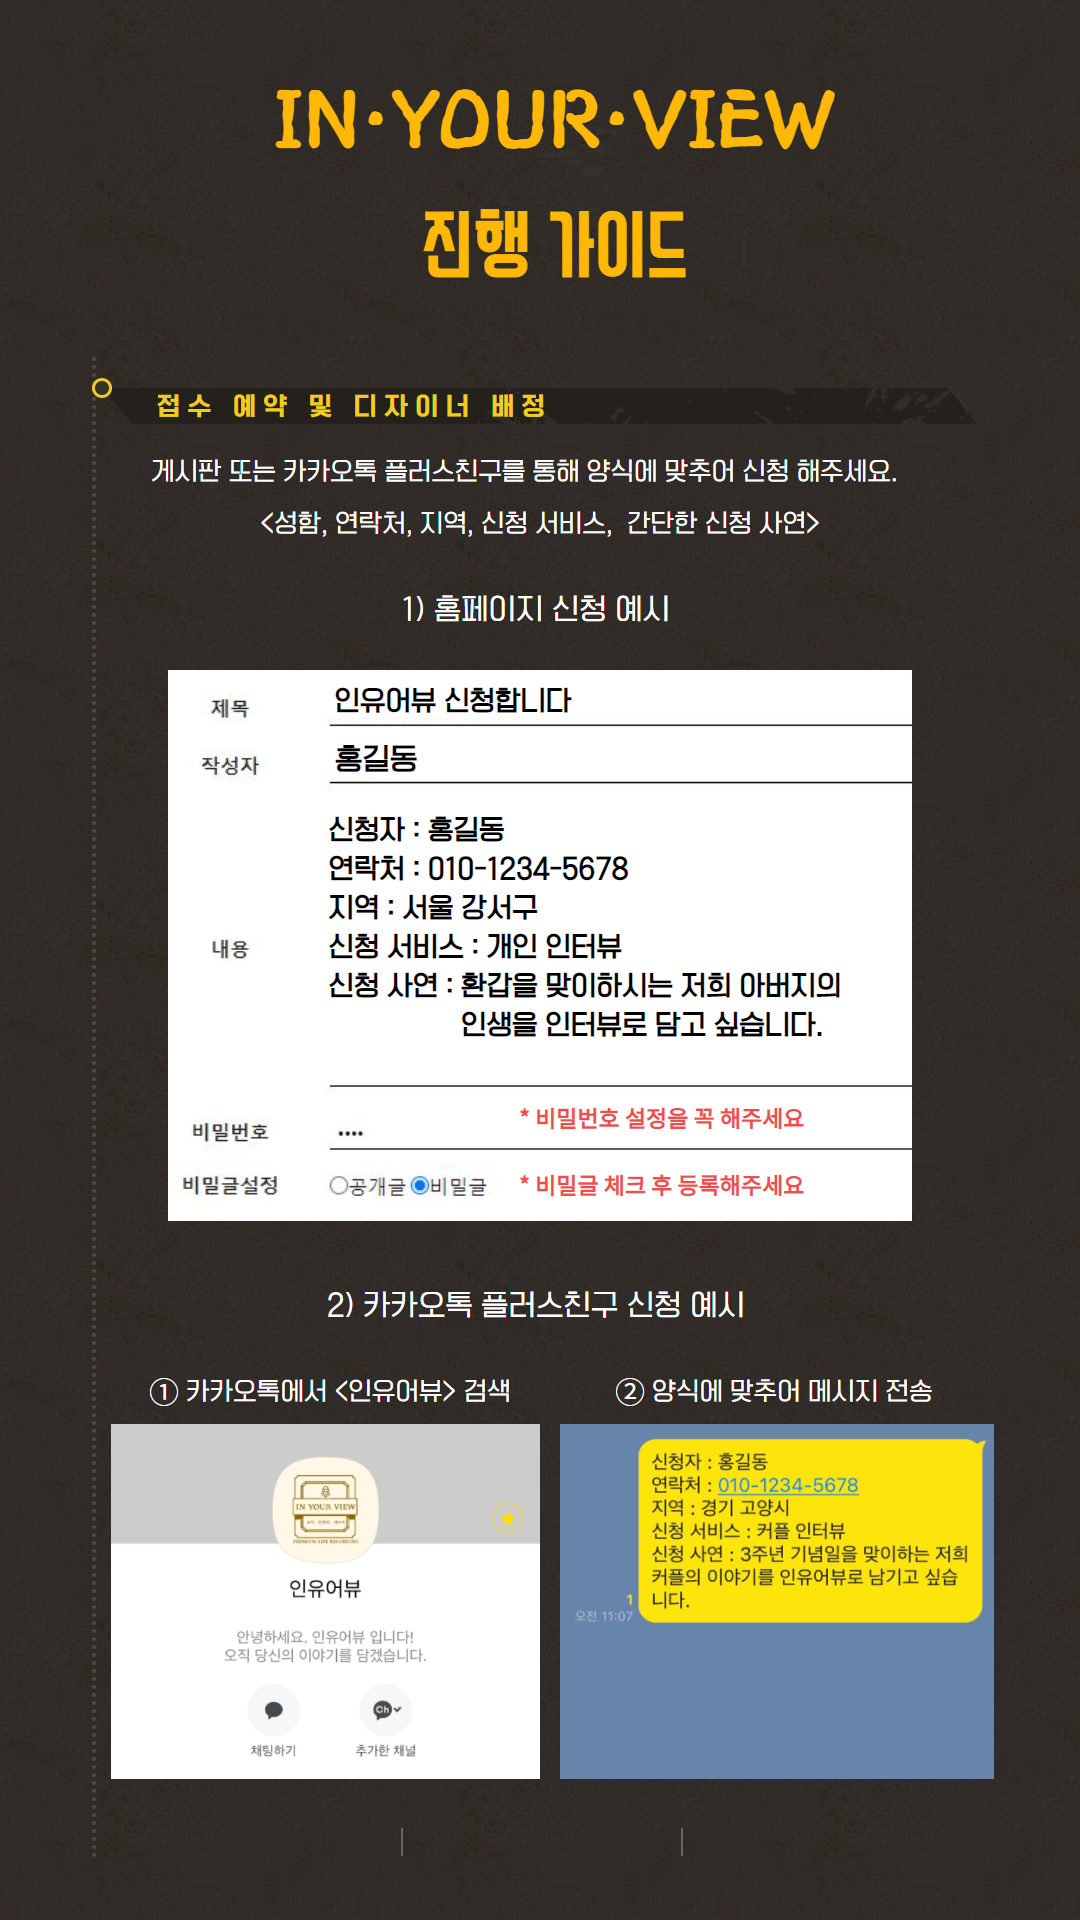 IN·YOUR·VIEW
진행 가이드
접수 예약 및 디자이너 배정
게시판 또는 카카오톡 플러스친구를 통해 양식에 맞추어 신청 해주세요.
<성함, 연락처, 지역, 신청 서비스, 간단한 신청 사연>
1) 홈페이지 신청 예시
제목 인유어뷰 신청합니다
작성자 홍길동
신청자 : 홍길동
연락처 : 010-1234-5678
지역 : 서울 강서구
내용 신청 서비스 : 개인 인터뷰
신청 사연 : 환갑을 맞이하시는 저희 아버지의
인생을 인터뷰로 담고 싶습니다.
비밀번호 •••• * 비밀번호 설정을 꼭 해주세요
비밀글설정 공개글 비밀글 * 비밀글 체크 후 등록해주세요
2) 카카오톡 플러스친구 신청 예시
① 카카오톡에서 <인유어뷰> 검색
IN YOUR VIEW
PREMIUM LIFE RECORDING
인유어뷰
안녕하세요. 인유어뷰 입니다!
오직 당신의 이야기를 담겠습니다.
Ch
채팅하기 추가한 채널
② 양식에 맞추어 메시지 전송
신청자 : 홍길동
연락처 : 010-1234-5678
지역 : 경기 고양시
신청 서비스 : 커플 인터뷰
신청 사연 : 3주년 기념일을 맞이하는 저희
커플의 이야기를 인유어뷰로 남기고 싶습
니다.
1
오전 11:07